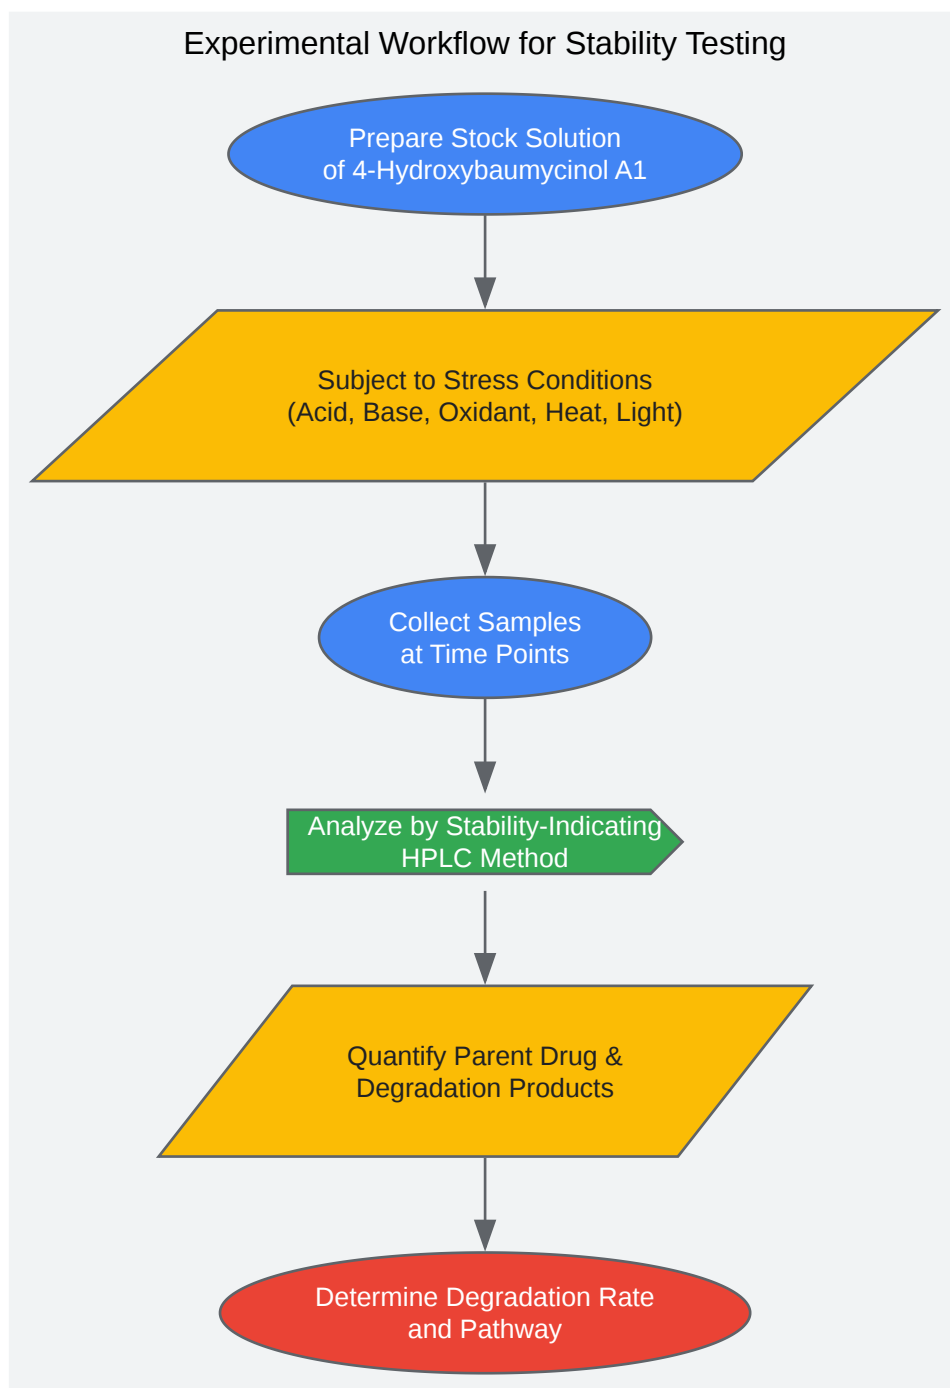 Experimental Workflow for Stability Testing
Prepare Stock Solution
of 4-Hydroxybaumycinol A1
Subject to Stress Conditions
(Acid, Base, Oxidant, Heat, Light)
Collect Samples
at Time Points
Analyze by Stability-Indicating
HPLC Method
Quantify Parent Drug &
Degradation Products
Determine Degradation Rate
and Pathway